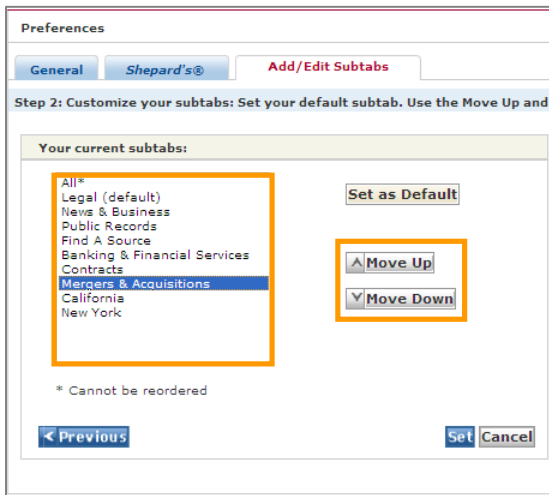 Preferences
General Shepard's® Add/Edit Subtabs
Step 2: Customize your subtabs: Set your default subtab. Use the Move Up and
Your current subtabs:
All*
Legal (default)
News & Business
Public Records
Find A Source
Banking & Financial Services
Contracts
Mergers & Acquisitions
California
New York
Set as Default
Move Up
Move Down
* Cannot be reordered
Previous
Set Cancel